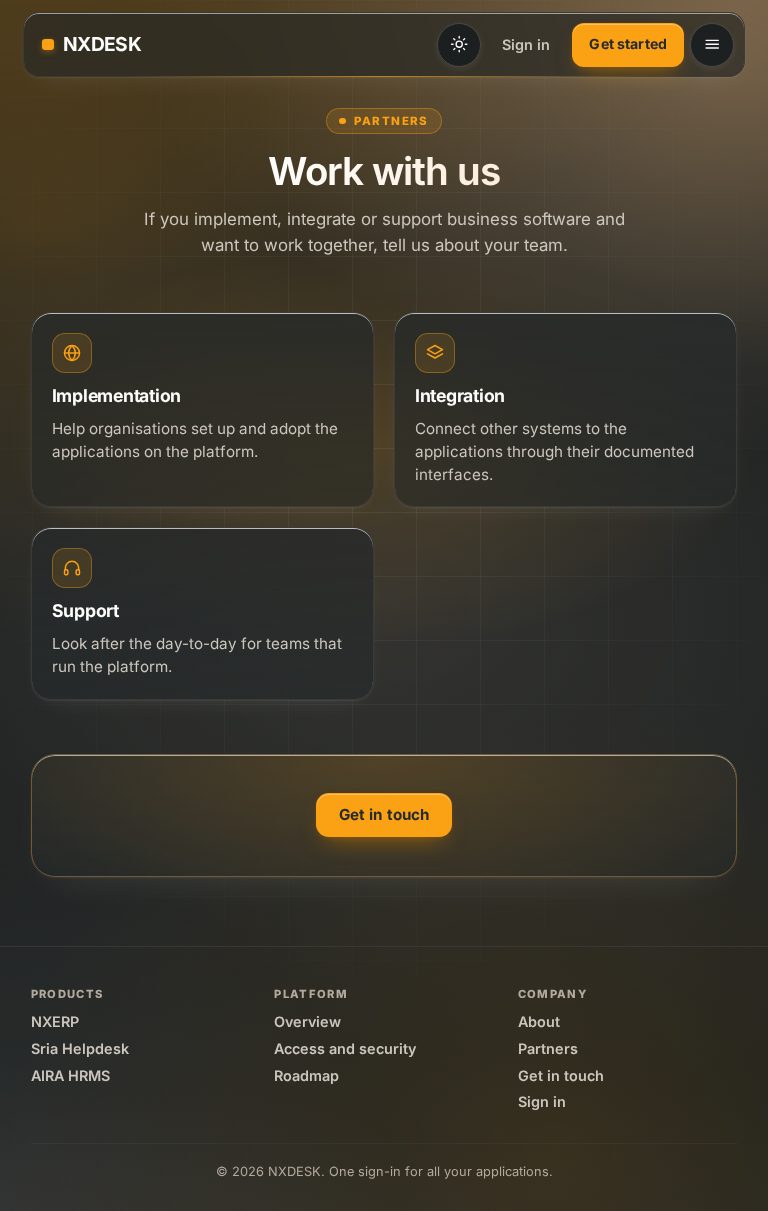 NXDESK
Sign in
Get started
PARTNERS
Work with us
If you implement, integrate or support business software and
want to work together, tell us about your team.
Implementation
Help organisations set up and adopt the
applications on the platform.
Integration
Connect other systems to the
applications through their documented
interfaces.
Support
Look after the day-to-day for teams that
run the platform.
Get in touch
PRODUCTS
NXERP
Sria Helpdesk
AIRA HRMS
PLATFORM
Overview
Access and security
Roadmap
COMPANY
About
Partners
Get in touch
Sign in
© 2026 NXDESK. One sign-in for all your applications.